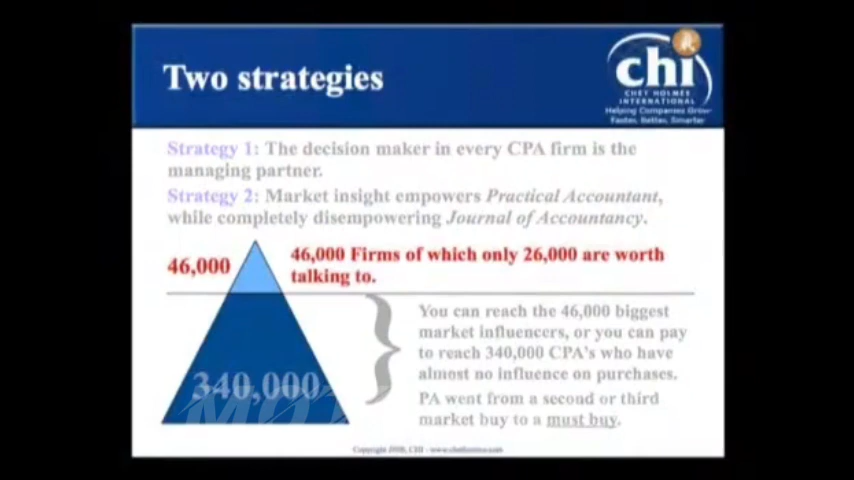 Two strategies
chi
CHET HOLMES
INTERNATIONAL
Helping Companies Grow
Faster, Better, Smarter
Strategy 1: The decision maker in every CPA firm is the
managing partner.
Strategy 2: Market insight empowers Practical Accountant,
while completely disempowering Journal of Accountancy.
46,000
46,000 Firms of which only 26,000 are worth
talking to.
You can reach the 46,000 biggest
market influencers, or you can pay
to reach 340,000 CPA's who have
almost no influence on purchases.
340,000
PA went from a second or third
market buy to a must buy.